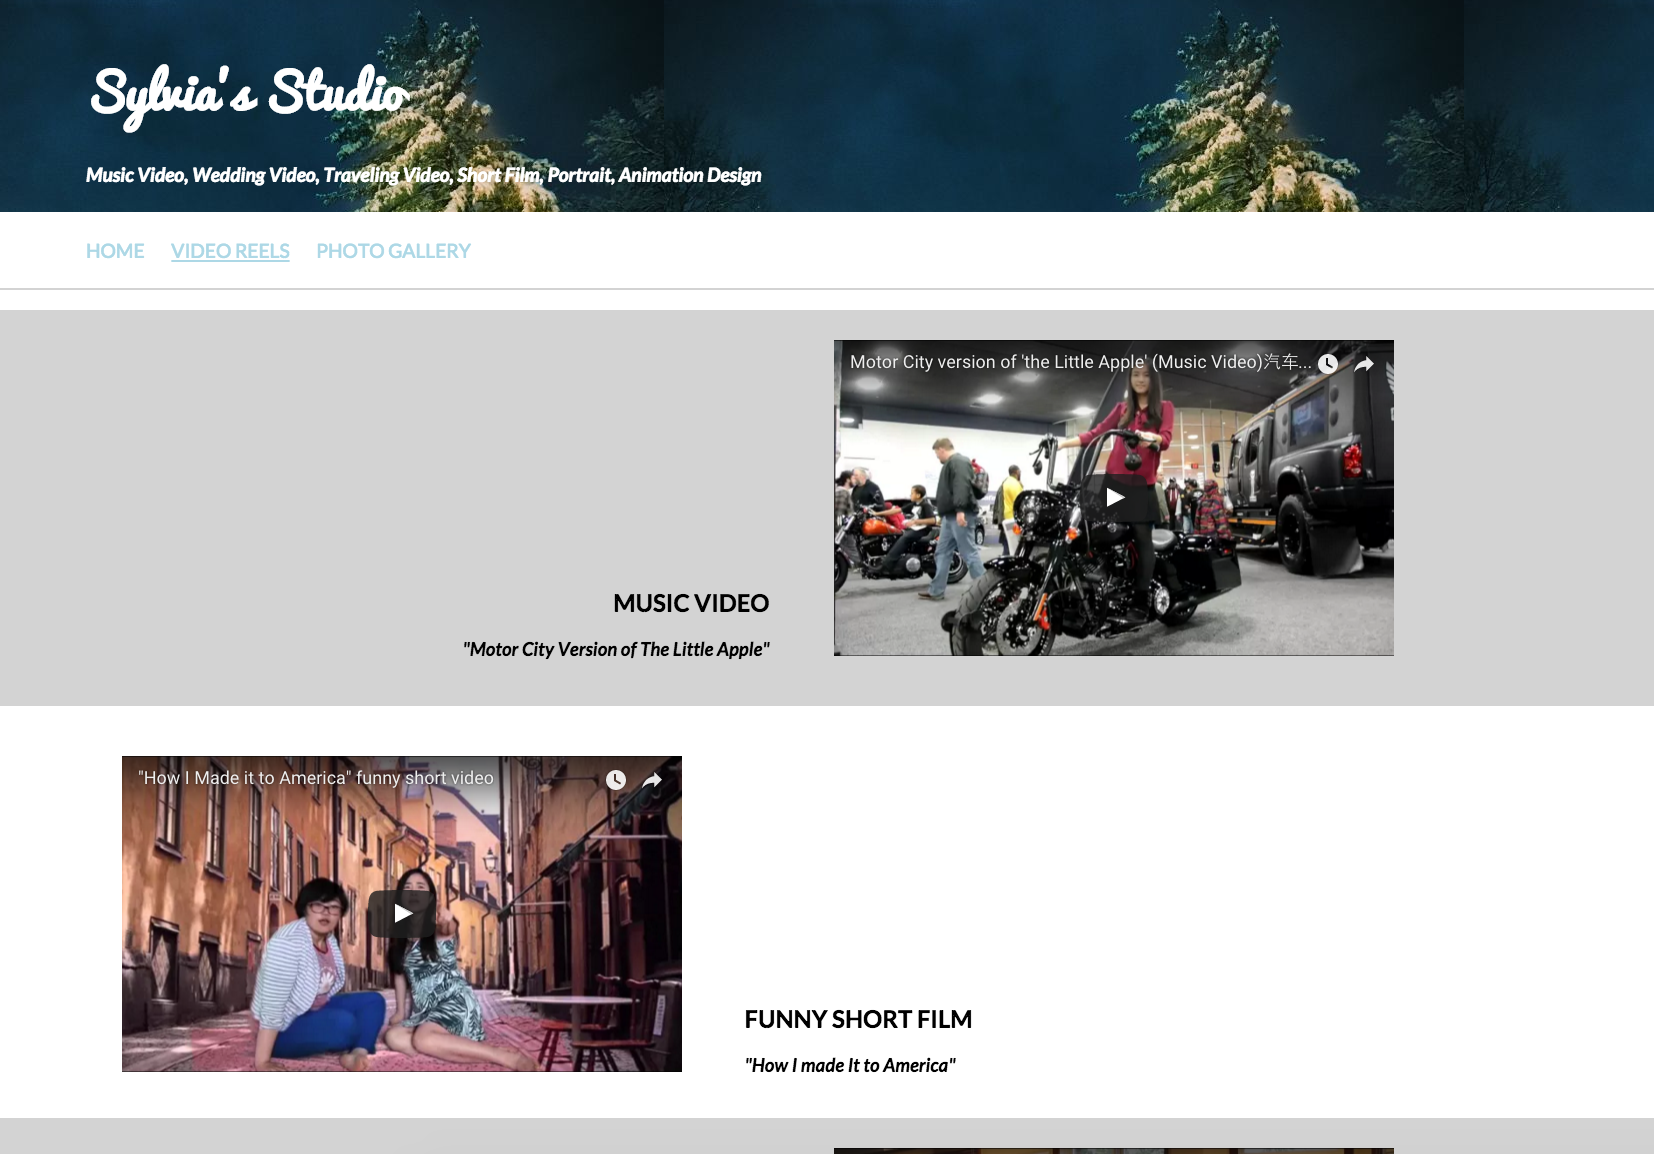 Sylvia's Studio
Music Video, Wedding Video, Traveling Video, Short Film, Portrait, Animation Design
HOME VIDEO REELS PHOTO GALLERY
Motor City version of 'the Little Apple' (Music Video)汽车...
MUSIC VIDEO
"Motor City Version of The Little Apple"
"How I Made it to America" funny short video
FUNNY SHORT FILM
"How I made It to America"